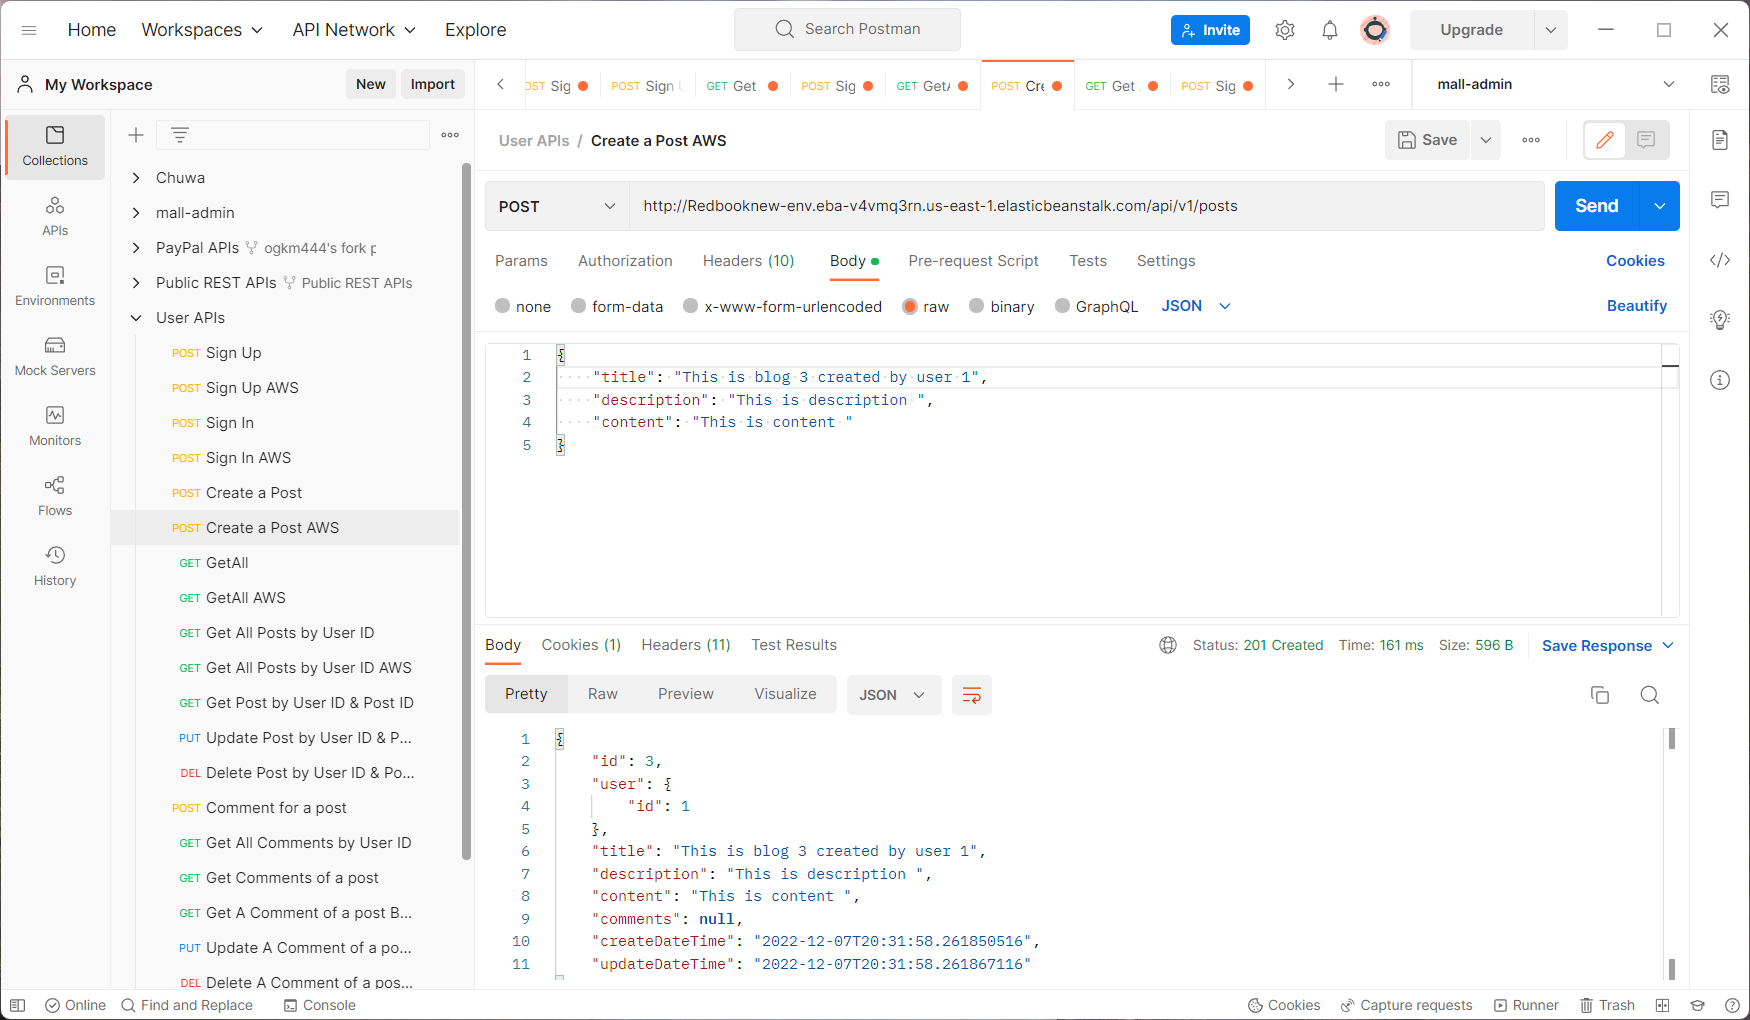 Home Workspaces API Network Explore Search Postman Invite Upgrade
My Workspace New Import
POST Sig POST Sign GET Get POST Sig GET GetA POST Cre GET Get POST Sig mall-admin
Collections
APIs
Environments
Mock Servers
Monitors
Flows
History
Chuwa
mall-admin
PayPal APIs ogkm444's fork
Public REST APIs Public REST APIs
User APIs
POST Sign Up
POST Sign Up AWS
POST Sign In
POST Sign In AWS
POST Create a Post
POST Create a Post AWS
GET GetAll
GET GetAll AWS
GET Get All Posts by User ID
GET Get All Posts by User ID AWS
GET Get Post by User ID & Post ID
PUT Update Post by User ID & P...
DEL Delete Post by User ID & Po...
POST Comment for a post
GET Get All Comments by User ID
GET Get Comments of a post
GET Get A Comment of a post B...
PUT Update A Comment of a po...
DEL Delete A Comment of a pos...
User APIs / Create a Post AWS Save
POST http://Redbooknew-env.eba-v4vmq3rn.us-east-1.elasticbeanstalk.com/api/v1/posts Send
Params Authorization Headers (10) Body Pre-request Script Tests Settings Cookies
none form-data x-www-form-urlencoded raw binary GraphQL JSON Beautify
1 {
2 "title": "This is blog 3 created by user 1",
3 "description": "This is description ",
4 "content": "This is content "
5 }
Body Cookies (1) Headers (11) Test Results Status: 201 Created Time: 161 ms Size: 596 B Save Response
Pretty Raw Preview Visualize JSON
1 {
2 "id": 3,
3 "user": {
4 "id": 1
5 },
6 "title": "This is blog 3 created by user 1",
7 "description": "This is description ",
8 "content": "This is content ",
9 "comments": null,
10 "createDateTime": "2022-12-07T20:31:58.261850516",
11 "updateDateTime": "2022-12-07T20:31:58.261867116"
Online Find and Replace Console Cookies Capture requests Runner Trash